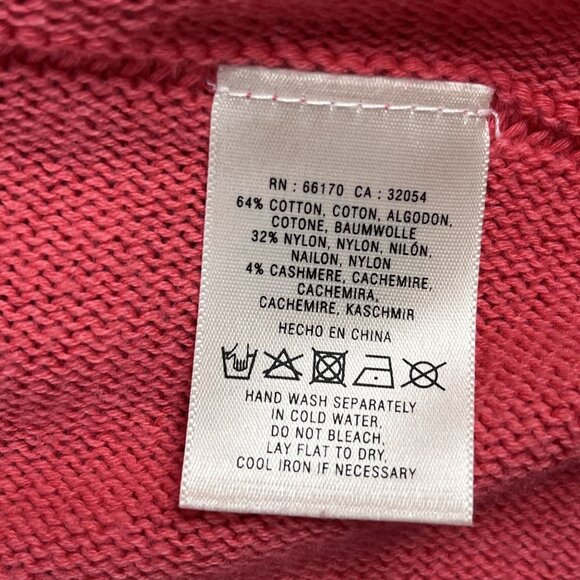 RN : 66170 CA : 32054
64% COTTON, COTON, ALGODON,
COTONE, BAUMWOLLE
32% NYLON, NYLON, NILÓN,
NAILON, NYLON
4% CASHMERE, CACHEMIRE,
CACHEMIRA,
CACHEMIRE, KASCHMIR
HECHO EN CHINA
HAND WASH SEPARATELY
IN COLD WATER,
DO NOT BLEACH,
LAY FLAT TO DRY,
COOL IRON IF NECESSARY